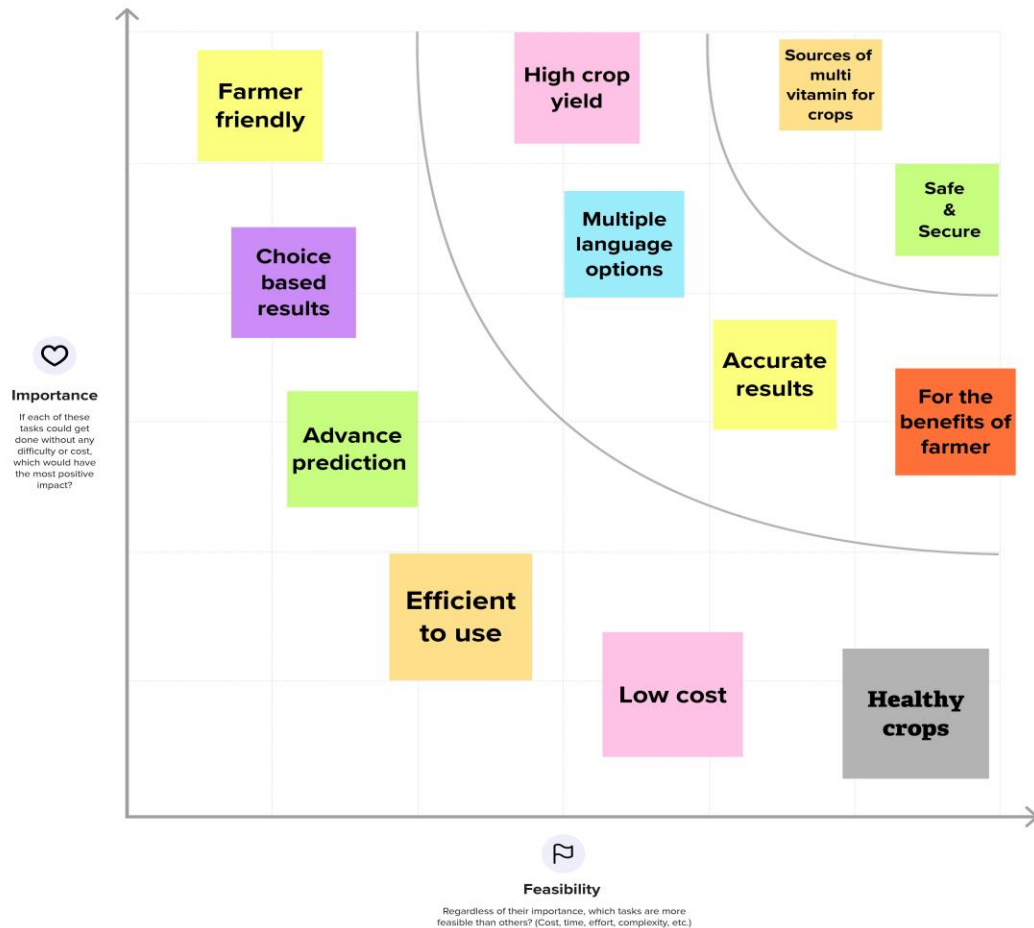 Farmer
friendly
High crop
yield
Sources of
multi
vitamin for
crops
Safe
&
Secure
Multiple
language
options
Choice
based
results
Accurate
results
For the
benefits of
farmer
Advance
prediction
Efficient
to use
Low cost
Healthy
crops
Importance
If each of these
tasks could get
done without any
difficulty or cost,
which would have
the most positive
impact?
Feasibility
Regardless of their importance, which tasks are more
feasible than others? (Cost, time, effort, complexity, etc.)